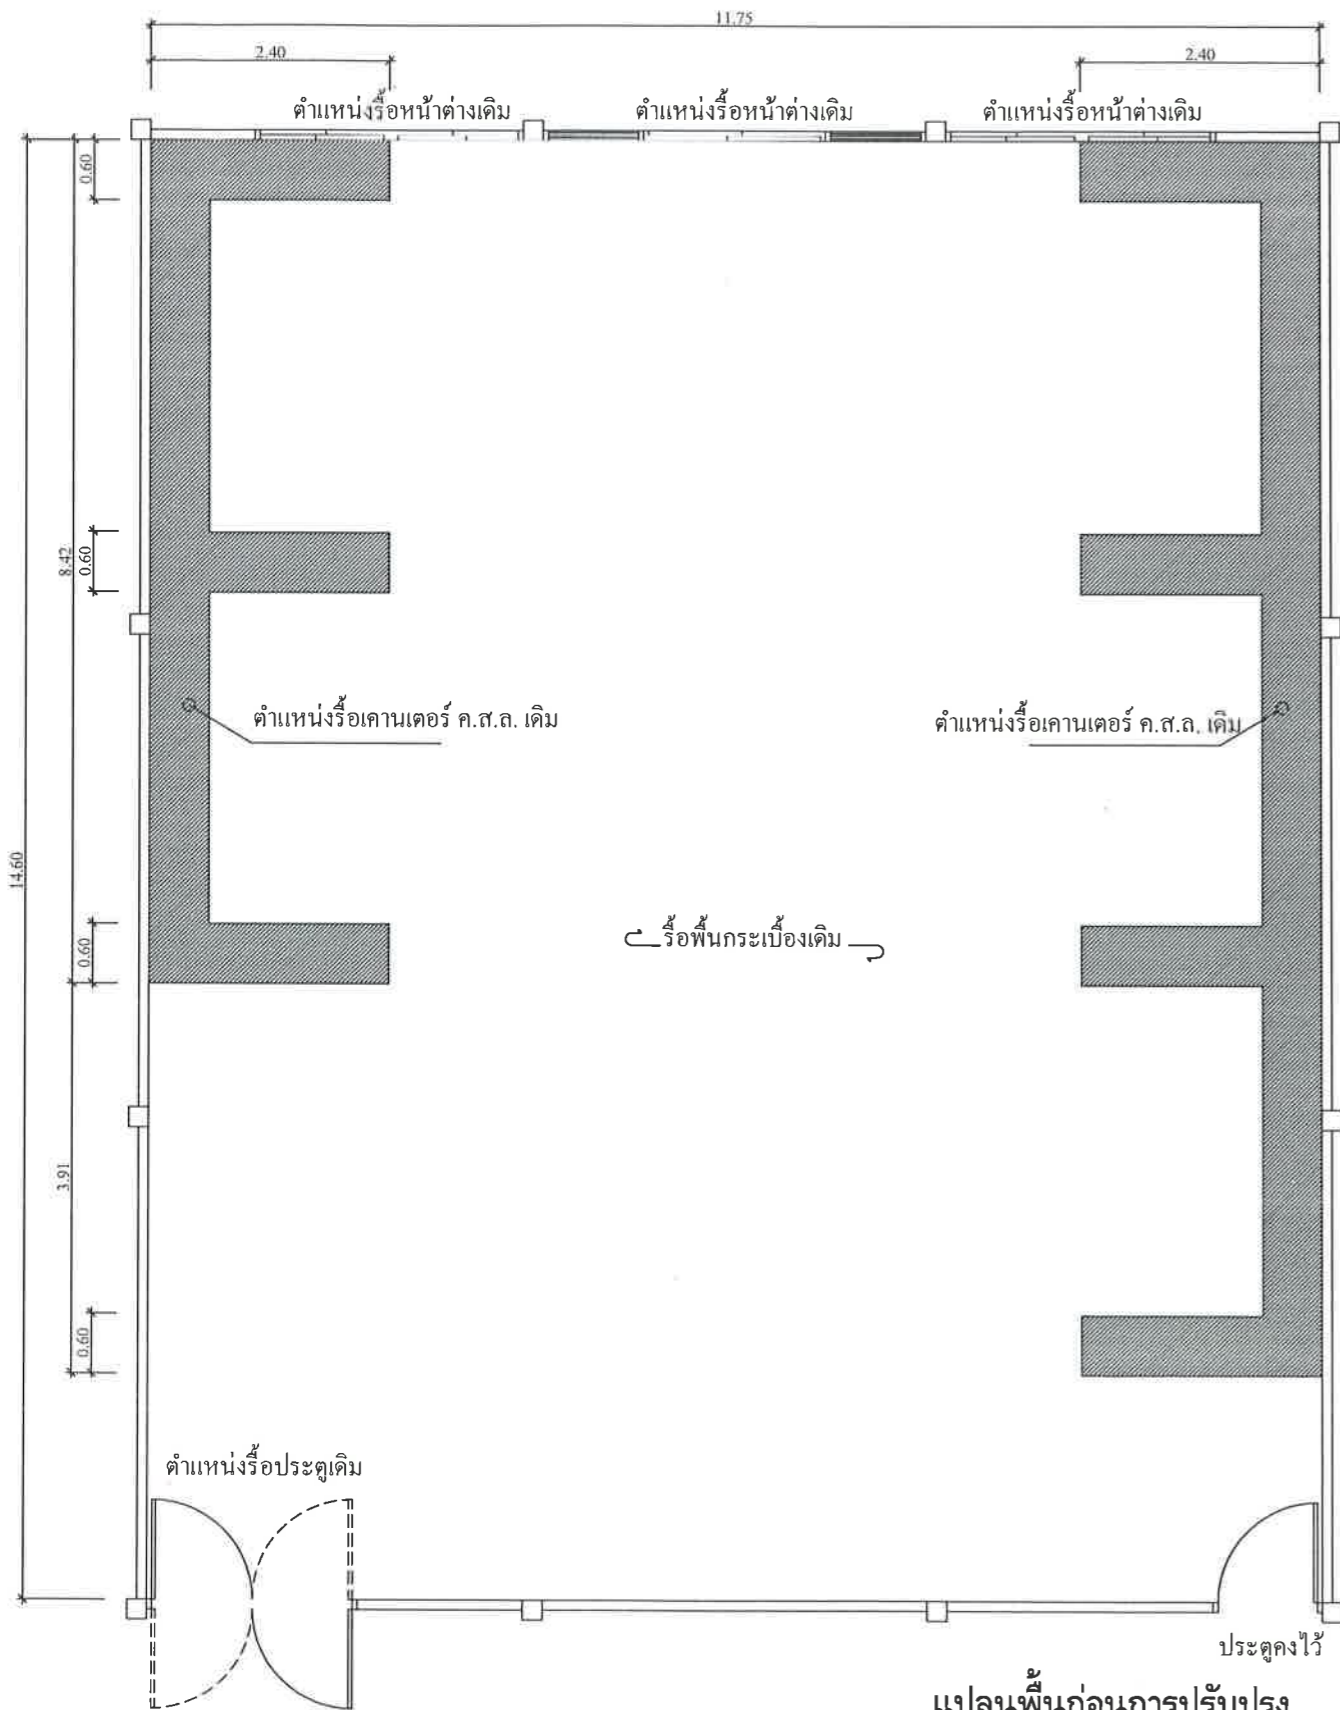 11.75
2.40
2.40
ตำแหน่งรื้อหน้าต่างเดิม
ตำแหน่งรื้อหน้าต่างเดิม
ตำแหน่งรื้อหน้าต่างเดิม
0.60
8.42
0.60
ตำแหน่งรื้อเคานเตอร์ ค.ส.ล. เดิม
ตำแหน่งรื้อเคานเตอร์ ค.ส.ล. เดิม
14.60
0.60
รื้อพื้นกระเบื้องเดิม
3.91
0.60
ตำแหน่งรื้อประตูเดิม
ประตูคงไว้
แปลนพื้นก่อนการปรับปรุง